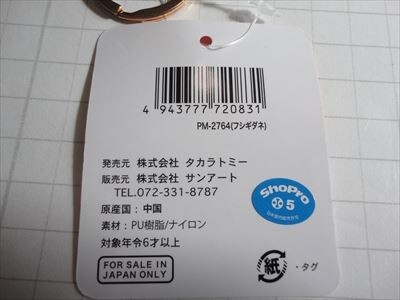 4 943777 720831
PM-2764(フシギダネ)
発売元 株式会社 タカラトミー
販売元 株式会社 サンアート
TEL.072-331-8787
原産国：中国
素材：PU樹脂/ナイロン
対象年令6才以上
FOR SALE IN
JAPAN ONLY
ShoPro
5
紙
・タグ